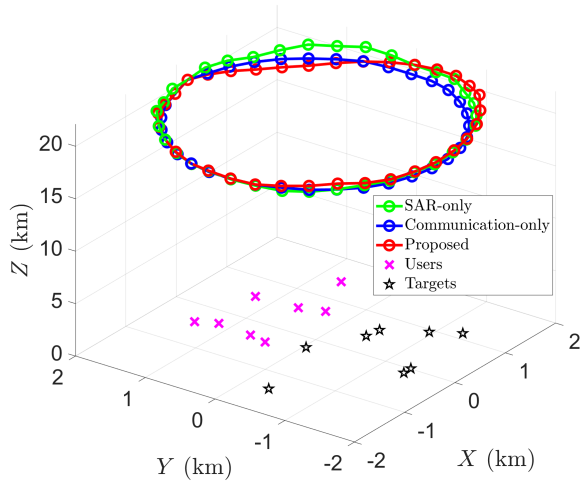 20
15
10
5
0
Z (km)
SAR-only
Communication-only
Proposed
Users
Targets
2
1
0
-1
-2
Y (km)
-2
-1
0
1
2
X (km)